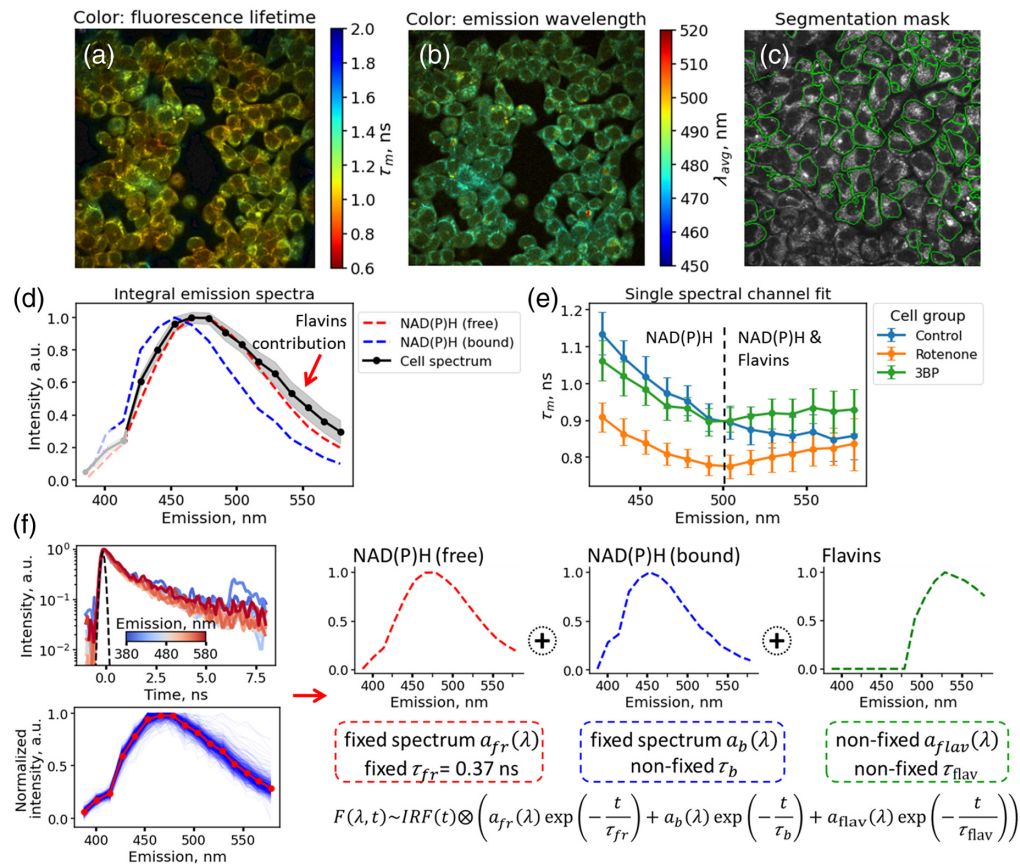 Color: fluorescence lifetime
Color: emission wavelength
Segmentation mask
(a)
2.0
1.8
1.6
1.4
1.2
1.0
0.8
0.6
τm, ns
(b)
520
510
500
490
480
470
460
450
λavg, nm
(c)
(d)
Integral emission spectra
1.0
0.8
0.6
0.4
0.2
0.0
Intensity, a.u.
Flavins
contribution
NAD(P)H (free)
NAD(P)H (bound)
Cell spectrum
400
450
500
550
Emission, nm
(e)
Single spectral channel fit
1.2
1.1
1.0
0.9
0.8
τm, ns
NAD(P)H
NAD(P)H &
Flavins
Cell group
Control
Rotenone
3BP
450
500
550
Emission, nm
(f)
10⁰
10⁻¹
10⁻²
Intensity, a.u.
Emission, nm
380
480
580
0.0
2.5
5.0
7.5
Time, ns
1.0
0.5
0.0
Normalized
intensity, a.u.
400
450
500
550
Emission, nm
NAD(P)H (free)
1.0
0.5
0.0
400
450
500
550
Emission, nm
+
NAD(P)H (bound)
1.0
0.5
0.0
400
450
500
550
Emission, nm
+
Flavins
1.0
0.5
0.0
400
450
500
550
Emission, nm
fixed spectrum afr(λ)
fixed τfr = 0.37 ns
fixed spectrum ab(λ)
non-fixed τb
non-fixed aflav(λ)
non-fixed τflav
F(λ, t)~IRF(t)⊗(afr(λ) exp(−t/τfr) + ab(λ) exp(−t/τb) + aflav(λ) exp(−t/τflav))